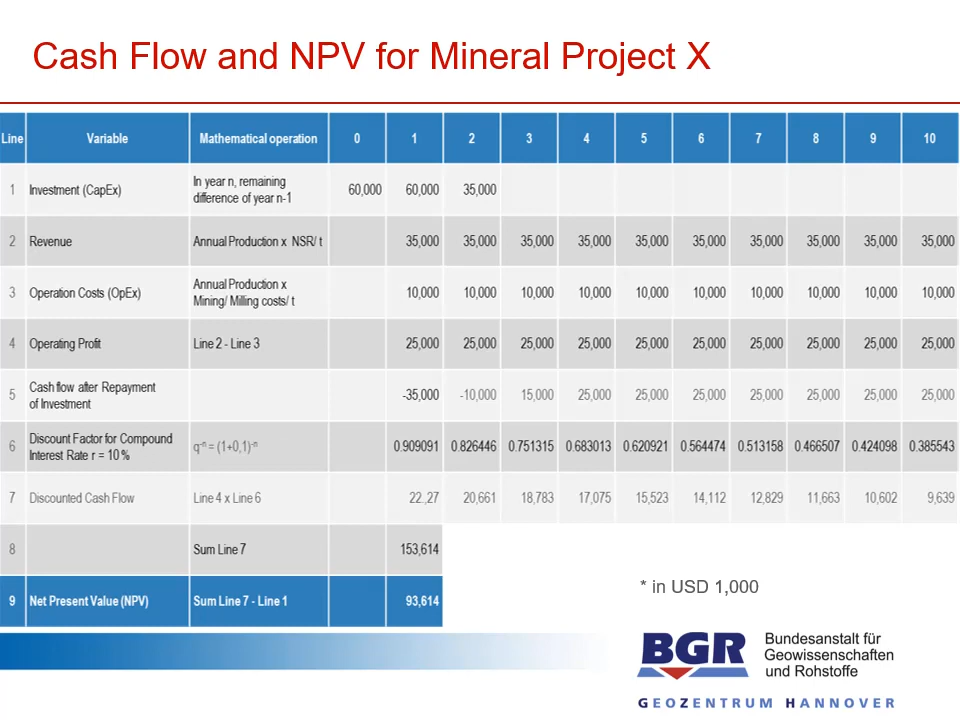 Cash Flow and NPV for Mineral Project X
Line Variable Mathematical operation 0 1 2 3 4 5 6 7 8 9 10
1 Investment (CapEx) In year n, remaining difference of year n-1 60,000 60,000 35,000
2 Revenue Annual Production x NSR/ t 35,000 35,000 35,000 35,000 35,000 35,000 35,000 35,000 35,000 35,000
3 Operation Costs (OpEx) Annual Production x Mining/ Milling costs/ t 10,000 10,000 10,000 10,000 10,000 10,000 10,000 10,000 10,000 10,000
4 Operating Profit Line 2 - Line 3 25,000 25,000 25,000 25,000 25,000 25,000 25,000 25,000 25,000 25,000
5 Cash flow after Repayment of Investment -35,000 -10,000 15,000 25,000 25,000 25,000 25,000 25,000 25,000 25,000
6 Discount Factor for Compound Interest Rate r = 10 % q⁻ⁿ = (1+0,1)⁻ⁿ 0.909091 0.826446 0.751315 0.683013 0.620921 0.564474 0.513158 0.466507 0.424098 0.385543
7 Discounted Cash Flow Line 4 x Line 6 22.,27 20,661 18,783 17,075 15,523 14,112 12,829 11,663 10,602 9,639
8 Sum Line 7 153,614
9 Net Present Value (NPV) Sum Line 7 - Line 1 93,614
* in USD 1,000
BGR Bundesanstalt für
Geowissenschaften
und Rohstoffe
GEOZENTRUM HANNOVER